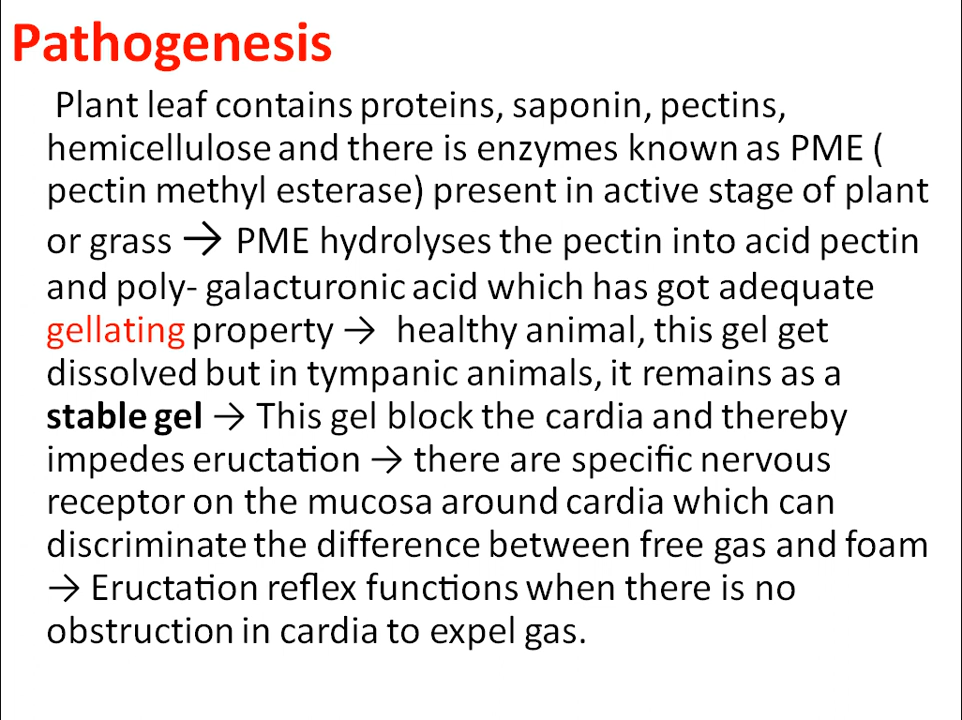 Pathogenesis
Plant leaf contains proteins, saponin, pectins,
hemicellulose and there is enzymes known as PME (
pectin methyl esterase) present in active stage of plant
or grass → PME hydrolyses the pectin into acid pectin
and poly- galacturonic acid which has got adequate
gellating property → healthy animal, this gel get
dissolved but in tympanic animals, it remains as a
stable gel → This gel block the cardia and thereby
impedes eructation → there are specific nervous
receptor on the mucosa around cardia which can
discriminate the difference between free gas and foam
→ Eructation reflex functions when there is no
obstruction in cardia to expel gas.